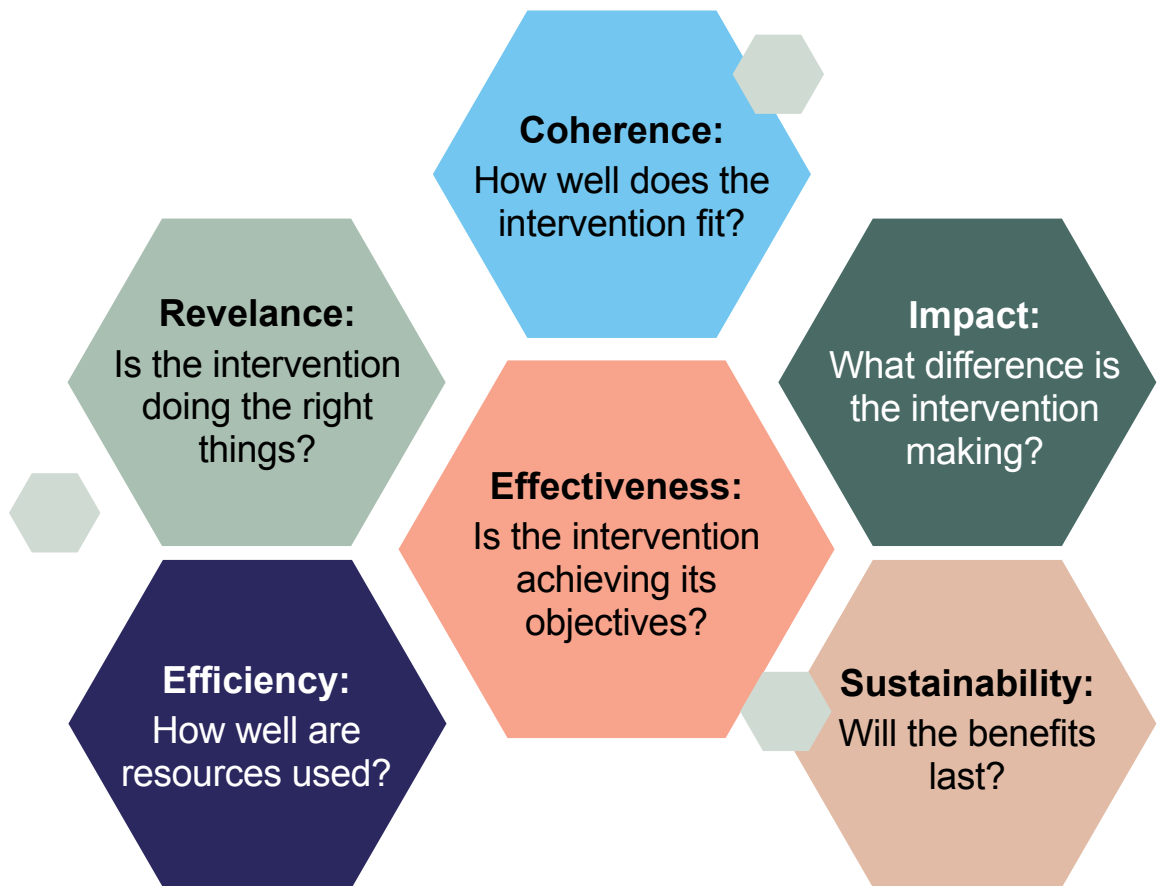 Coherence:
How well does the
intervention fit?
Revelance:
Is the intervention
doing the right
things?
Impact:
What difference is
the intervention
making?
Effectiveness:
Is the intervention
achieving its
objectives?
Efficiency:
How well are
resources used?
Sustainability:
Will the benefits
last?